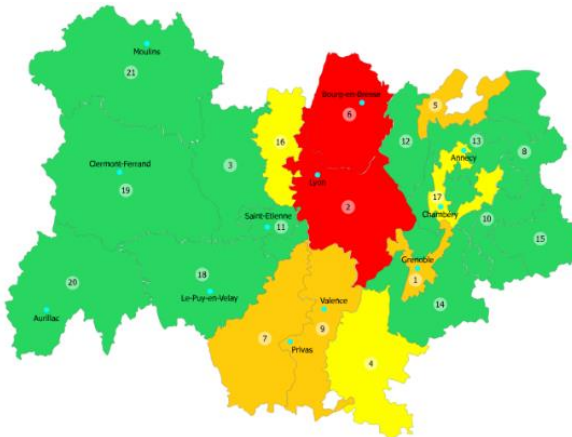 Moulins
21
Bourg-en-Bresse
6
5
16
12
13
8
Annecy
3
Clermont-Ferrand
19
Lyon
17
Chambéry
2
10
Saint-Etienne
11
15
18
Grenoble
1
20
Le-Puy-en-Velay
14
Aurillac
Valence
9
7
Privas
4